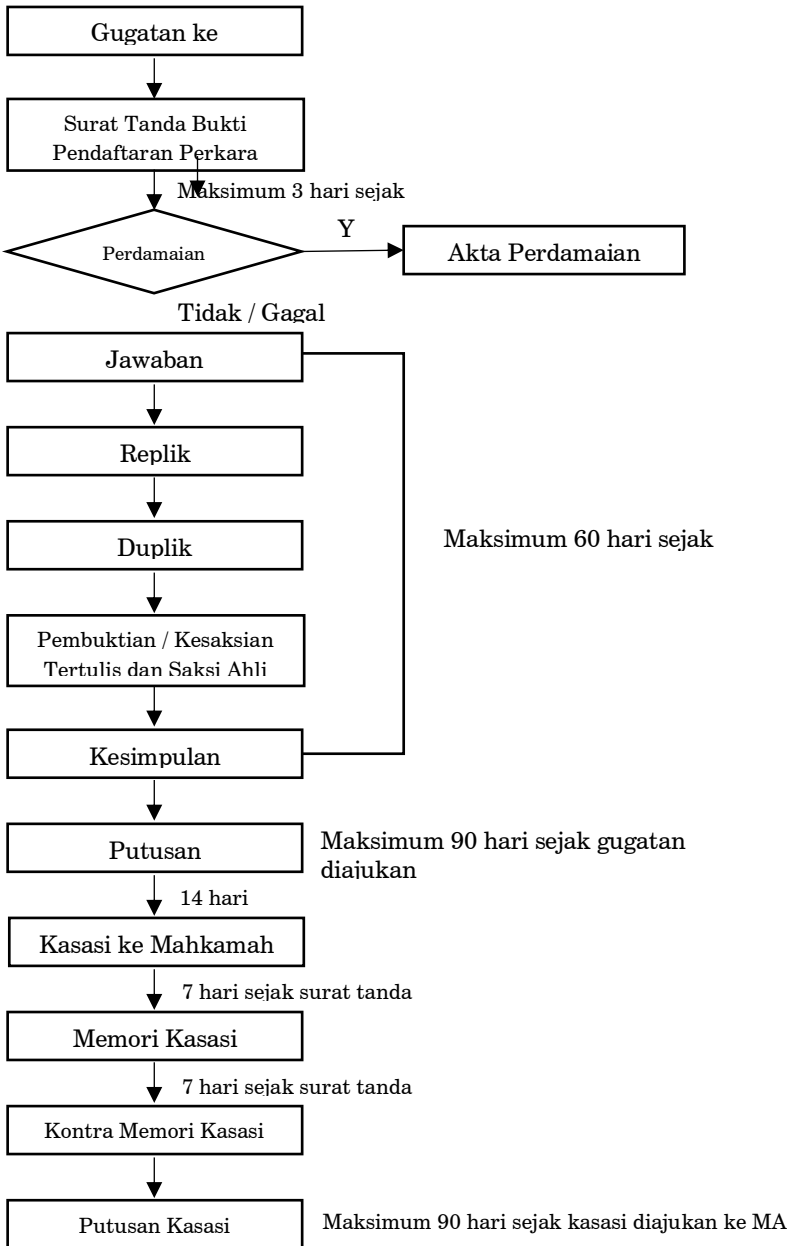 Gugatan ke
Surat Tanda Bukti
Pendaftaran Perkara
Maksimum 3 hari sejak
Perdamaian
Y
Akta Perdamaian
Tidak / Gagal
Jawaban
Replik
Duplik
Maksimum 60 hari sejak
Pembuktian / Kesaksian
Tertulis dan Saksi Ahli
Kesimpulan
Putusan
Maksimum 90 hari sejak gugatan
diajukan
14 hari
Kasasi ke Mahkamah
7 hari sejak surat tanda
Memori Kasasi
7 hari sejak surat tanda
Kontra Memori Kasasi
Putusan Kasasi
Maksimum 90 hari sejak kasasi diajukan ke MA